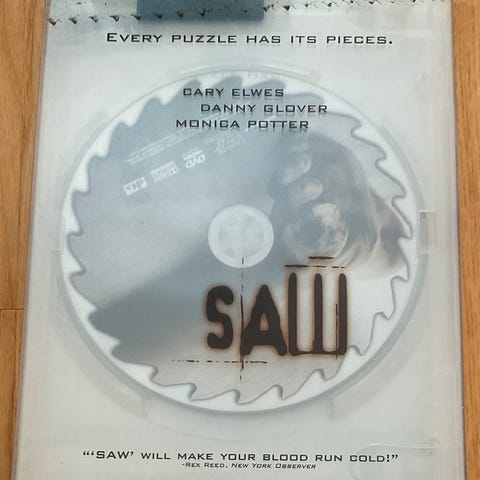 EVERY PUZZLE HAS ITS PIECES.
CARY ELWES
DANNY GLOVER
MONICA POTTER
DVD
SAW
"'SAW' WILL MAKE YOUR BLOOD RUN COLD!"
-REX REED, NEW YORK OBSERVER